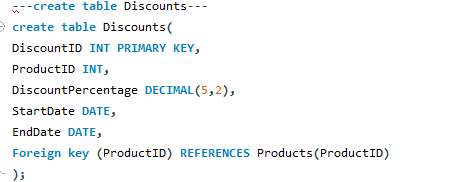 ---create table Discounts---
create table Discounts(
DiscountID INT PRIMARY KEY,
ProductID INT,
DiscountPercentage DECIMAL(5,2),
StartDate DATE,
EndDate DATE,
Foreign key (ProductID) REFERENCES Products(ProductID)
);